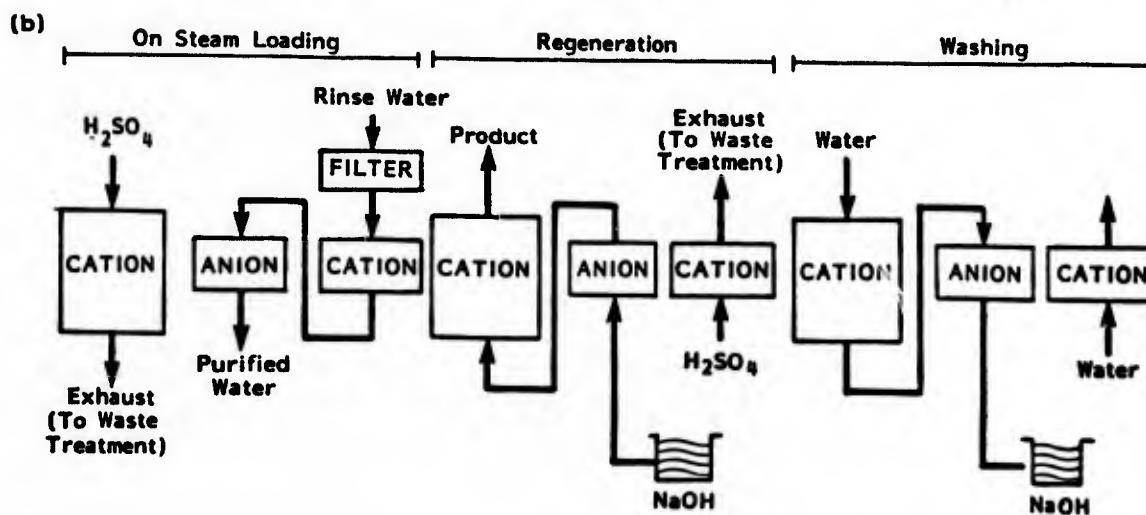 (b)
On Steam Loading
Regeneration
Washing
H2SO4
Rinse Water
FILTER
CATION
ANION
CATION
Purified
Water
Exhaust
(To Waste
Treatment)
Product
Exhaust
(To Waste
Treatment)
CATION
ANION
CATION
H2SO4
NaOH
Water
CATION
ANION
CATION
Water
NaOH